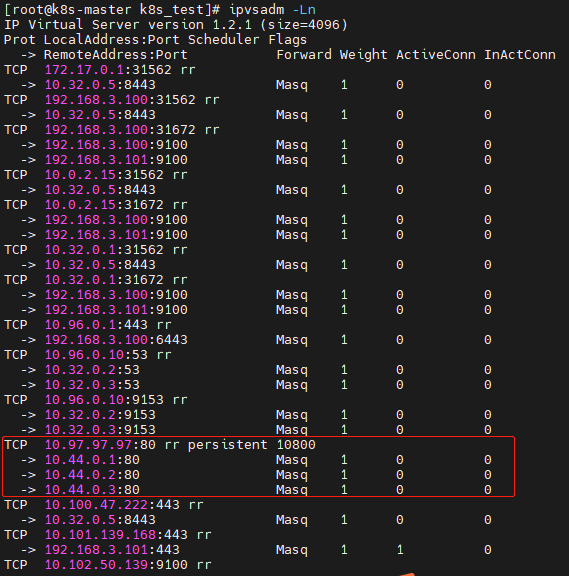 [root@k8s-master k8s_test]# ipvsadm -Ln
IP Virtual Server version 1.2.1 (size=4096)
Prot LocalAddress:Port Scheduler Flags
  -> RemoteAddress:Port           Forward Weight ActiveConn InActConn
TCP  172.17.0.1:31562 rr
  -> 10.32.0.5:8443               Masq    1      0          0
TCP  192.168.3.100:31562 rr
  -> 10.32.0.5:8443               Masq    1      0          0
TCP  192.168.3.100:31672 rr
  -> 192.168.3.100:9100           Masq    1      0          0
  -> 192.168.3.101:9100           Masq    1      0          0
TCP  10.0.2.15:31562 rr
  -> 10.32.0.5:8443               Masq    1      0          0
TCP  10.0.2.15:31672 rr
  -> 192.168.3.100:9100           Masq    1      0          0
  -> 192.168.3.101:9100           Masq    1      0          0
TCP  10.32.0.1:31562 rr
  -> 10.32.0.5:8443               Masq    1      0          0
TCP  10.32.0.1:31672 rr
  -> 192.168.3.100:9100           Masq    1      0          0
  -> 192.168.3.101:9100           Masq    1      0          0
TCP  10.96.0.1:443 rr
  -> 192.168.3.100:6443           Masq    1      0          0
TCP  10.96.0.10:53 rr
  -> 10.32.0.2:53                 Masq    1      0          0
  -> 10.32.0.3:53                 Masq    1      0          0
TCP  10.96.0.10:9153 rr
  -> 10.32.0.2:9153               Masq    1      0          0
  -> 10.32.0.3:9153               Masq    1      0          0
TCP  10.97.97.97:80 rr persistent 10800
  -> 10.44.0.1:80                 Masq    1      0          0
  -> 10.44.0.2:80                 Masq    1      0          0
  -> 10.44.0.3:80                 Masq    1      0          0
TCP  10.100.47.222:443 rr
  -> 10.32.0.5:8443               Masq    1      0          0
TCP  10.101.139.168:443 rr
  -> 192.168.3.101:443            Masq    1      1          0
TCP  10.102.50.139:9100 rr